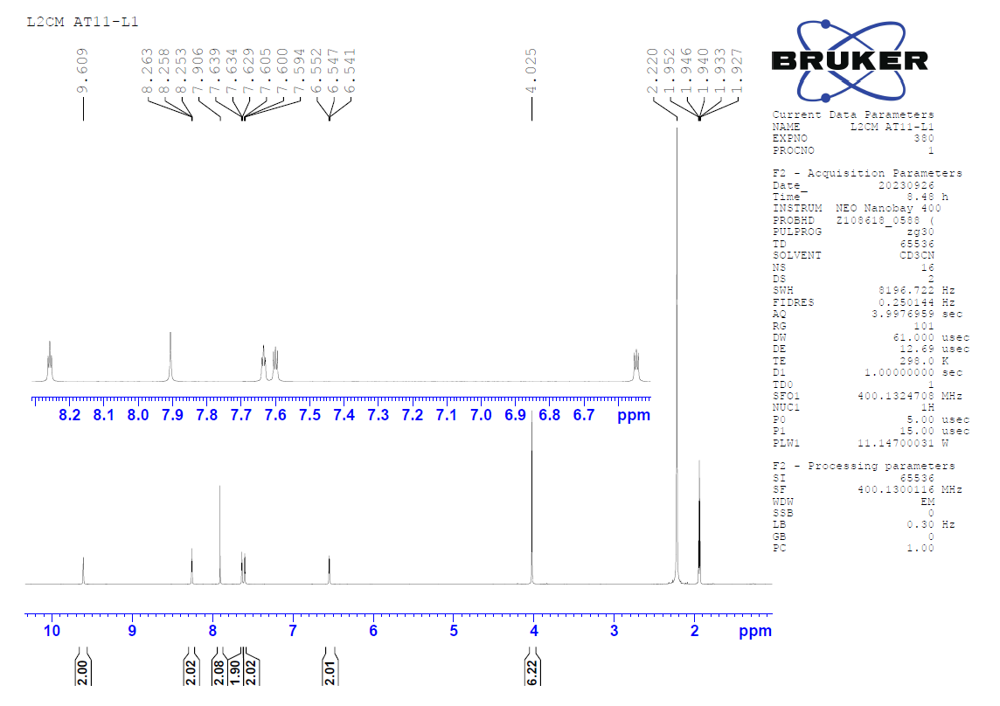 L2CM AT11-L1
9.609
8.263
8.258
8.253
7.906
7.639
7.634
7.629
7.605
7.600
7.594
6.552
6.547
6.541
4.025
2.220
1.952
1.946
1.940
1.933
1.927
BRUKER
Current Data Parameters
NAME L2CM AT11-L1
EXPNO 380
PROCNO 1
F2 - Acquisition Parameters
Date_ 20230926
Time 8.48 h
INSTRUM NEO Nanobay 400
PROBHD Z108618_0588 (
PULPROG zg30
TD 65536
SOLVENT CD3CN
NS 16
DS 2
SWH 8196.722 Hz
FIDRES 0.250144 Hz
AQ 3.9976959 sec
RG 101
DW 61.000 usec
DE 12.69 usec
TE 298.0 K
D1 1.00000000 sec
TD0 1
SFO1 400.1324708 MHz
NUC1 1H
P0 5.00 usec
P1 15.00 usec
PLW1 11.14700031 W
F2 - Processing parameters
SI 65536
SF 400.1300116 MHz
WDW EM
SSB 0
LB 0.30 Hz
GB 0
PC 1.00
8.2 8.1 8.0 7.9 7.8 7.7 7.6 7.5 7.4 7.3 7.2 7.1 7.0 6.9 6.8 6.7 ppm
10 9 8 7 6 5 4 3 2 ppm
2.00
2.02
2.08
1.90
2.02
2.01
6.22